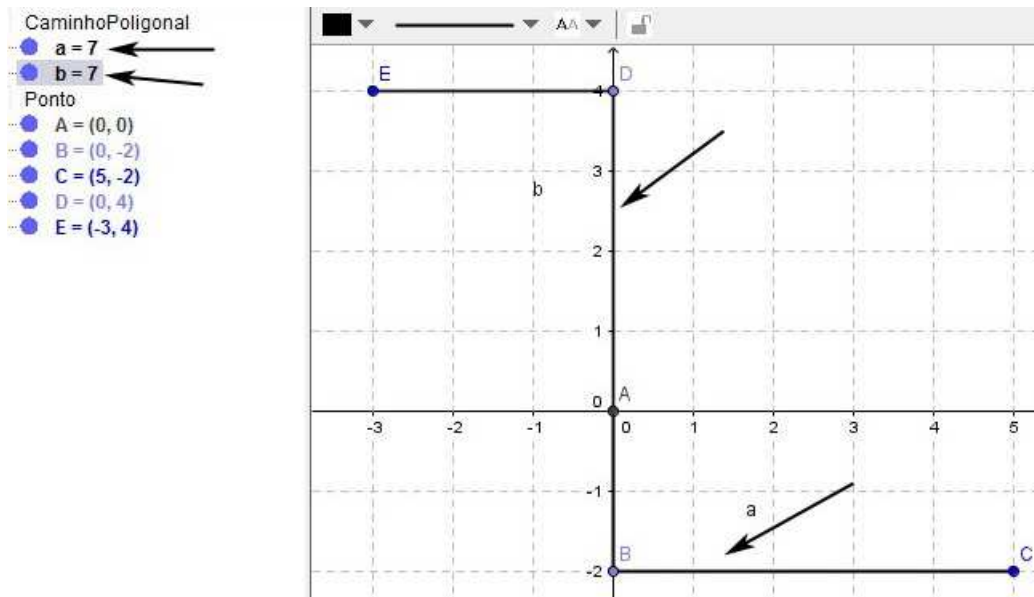 CaminhoPoligonal
a = 7
b = 7
Ponto
A = (0, 0)
B = (0, -2)
C = (5, -2)
D = (0, 4)
E = (-3, 4)
AA
E
D
4
3
b
2
1
0
A
-3
-2
-1
0
1
2
3
4
5
-1
a
B
C
-2